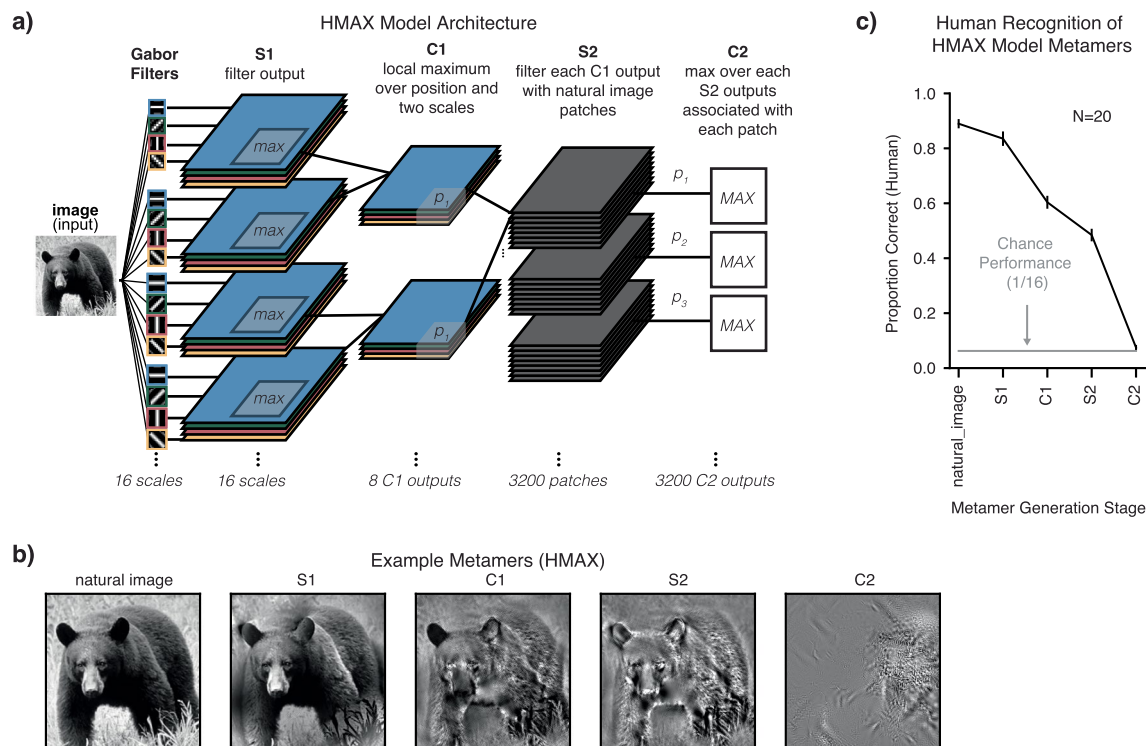 a)
HMAX Model Architecture
Gabor
Filters
S1
filter output
C1
local maximum
over position and
two scales
S2
filter each C1 output
with natural image
patches
C2
max over each
S2 outputs
associated with
each patch
image
(input)
max
max
max
max
p1
p1
p1
p2
p3
MAX
MAX
MAX
16 scales
16 scales
8 C1 outputs
3200 patches
3200 C2 outputs
c)
Human Recognition of
HMAX Model Metamers
Proportion Correct (Human)
1.0
0.8
0.6
0.4
0.2
0.0
N=20
Chance
Performance
(1/16)
natural_image
S1
C1
S2
C2
Metamer Generation Stage
b)
Example Metamers (HMAX)
natural image
S1
C1
S2
C2